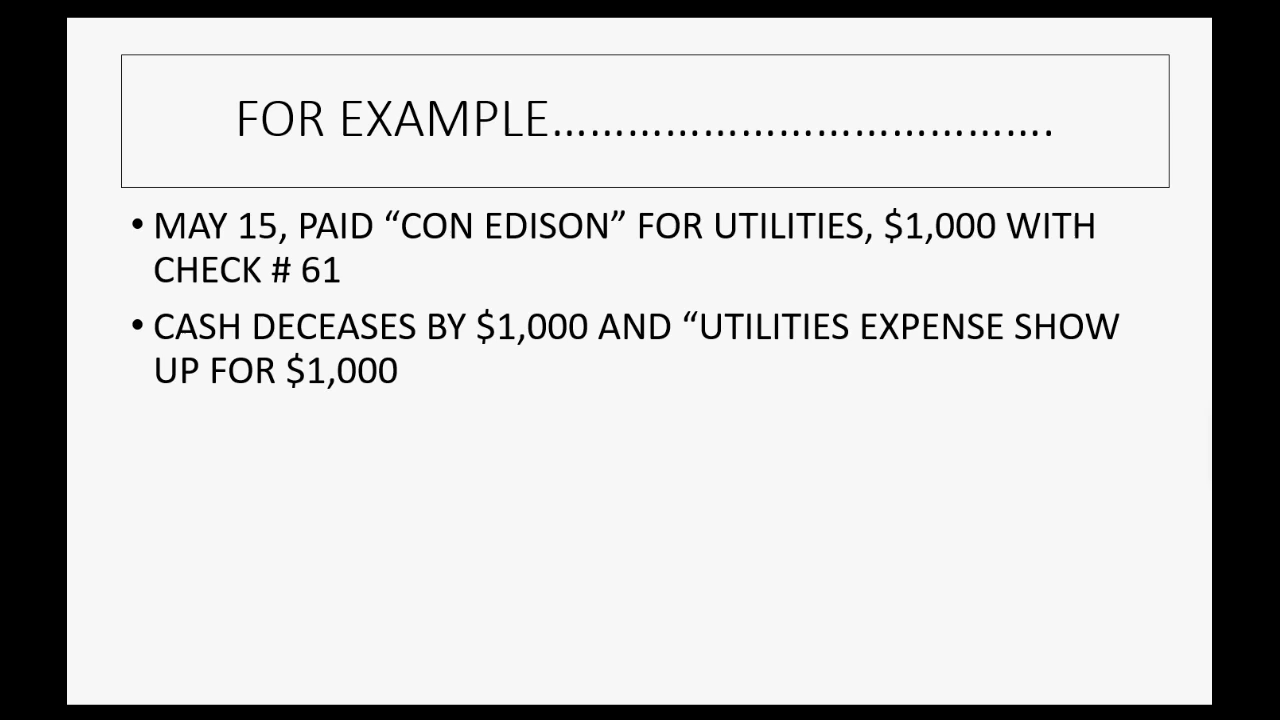 FOR EXAMPLE…………………………………….
• MAY 15, PAID “CON EDISON” FOR UTILITIES, $1,000 WITH
CHECK # 61
• CASH DECEASES BY $1,000 AND “UTILITIES EXPENSE SHOW
UP FOR $1,000